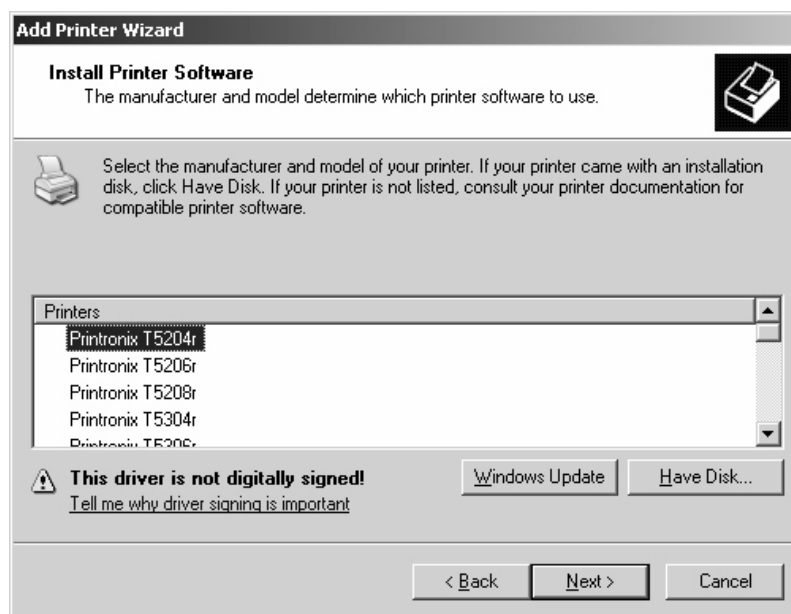 Add Printer Wizard
Install Printer Software
The manufacturer and model determine which printer software to use.
Select the manufacturer and model of your printer. If your printer came with an installation
disk, click Have Disk. If your printer is not listed, consult your printer documentation for
compatible printer software.
Printers
Printronix T5204r
Printronix T5206r
Printronix T5208r
Printronix T5304r
Printronix T5306r
This driver is not digitally signed!
Tell me why driver signing is important
Windows Update
Have Disk...
< Back
Next >
Cancel